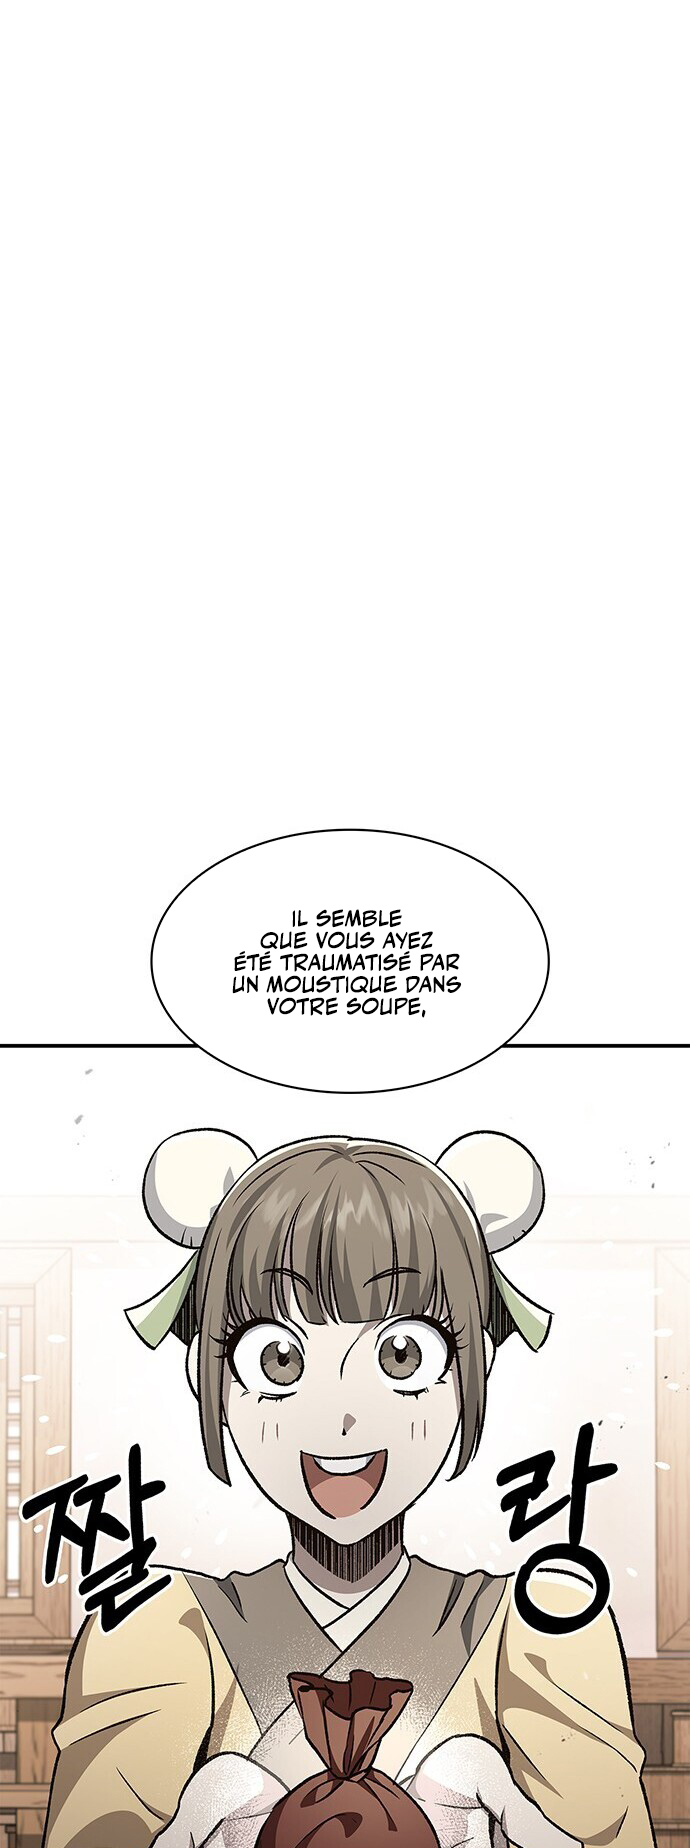 IL SEMBLE
QUE VOUS AYEZ
ÉTÉ TRAUMATISÉ PAR
UN MOUSTIQUE DANS
VOTRE SOUPE,
짤랑